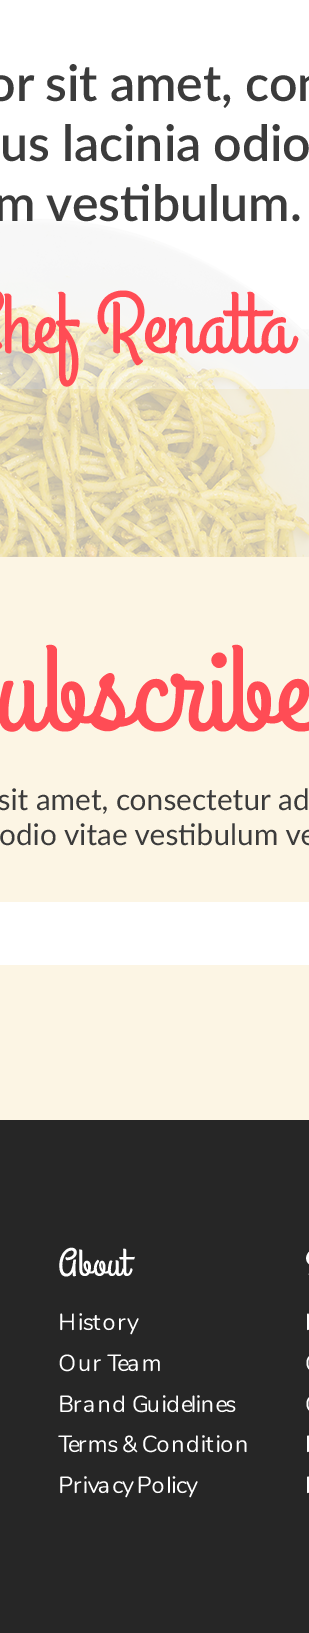 or sit amet, con
us lacinia odio
m vestibulum.
Chef Renatta
ubscribe
sit amet, consectetur ad
odio vitae vestibulum ve
About
History
Our Team
Brand Guidelines
Terms & Condition
Privacy Policy